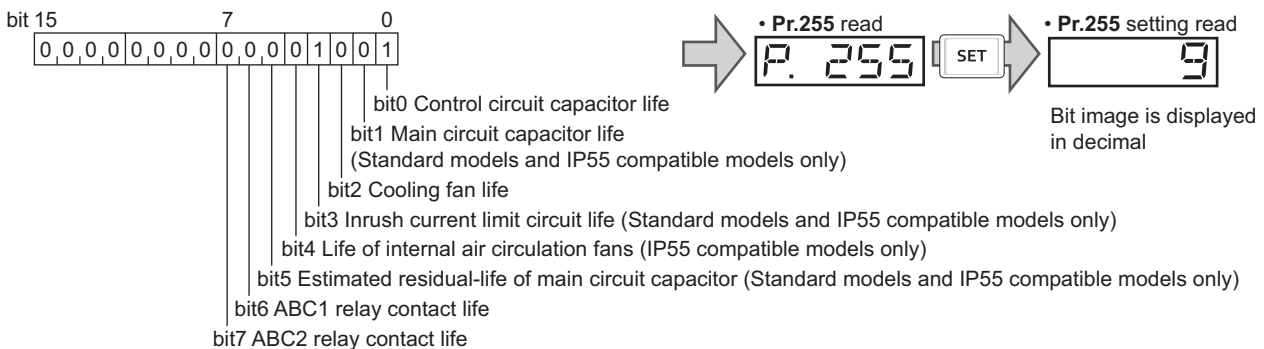 bit 15 7 0
0 0 0 0 0 0 0 0 0 0 0 0 1 0 0 1
• Pr.255 read
P. 255
SET
• Pr.255 setting read
9
Bit image is displayed
in decimal
bit0 Control circuit capacitor life
bit1 Main circuit capacitor life
(Standard models and IP55 compatible models only)
bit2 Cooling fan life
bit3 Inrush current limit circuit life (Standard models and IP55 compatible models only)
bit4 Life of internal air circulation fans (IP55 compatible models only)
bit5 Estimated residual-life of main circuit capacitor (Standard models and IP55 compatible models only)
bit6 ABC1 relay contact life
bit7 ABC2 relay contact life